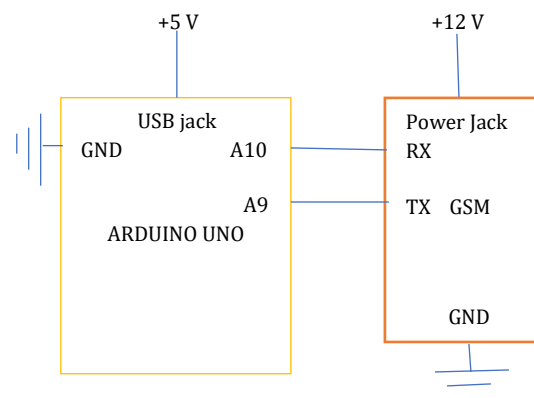 +5 V
+12 V
USB jack
Power Jack
GND
A10
RX
A9
TX GSM
ARDUINO UNO
GND